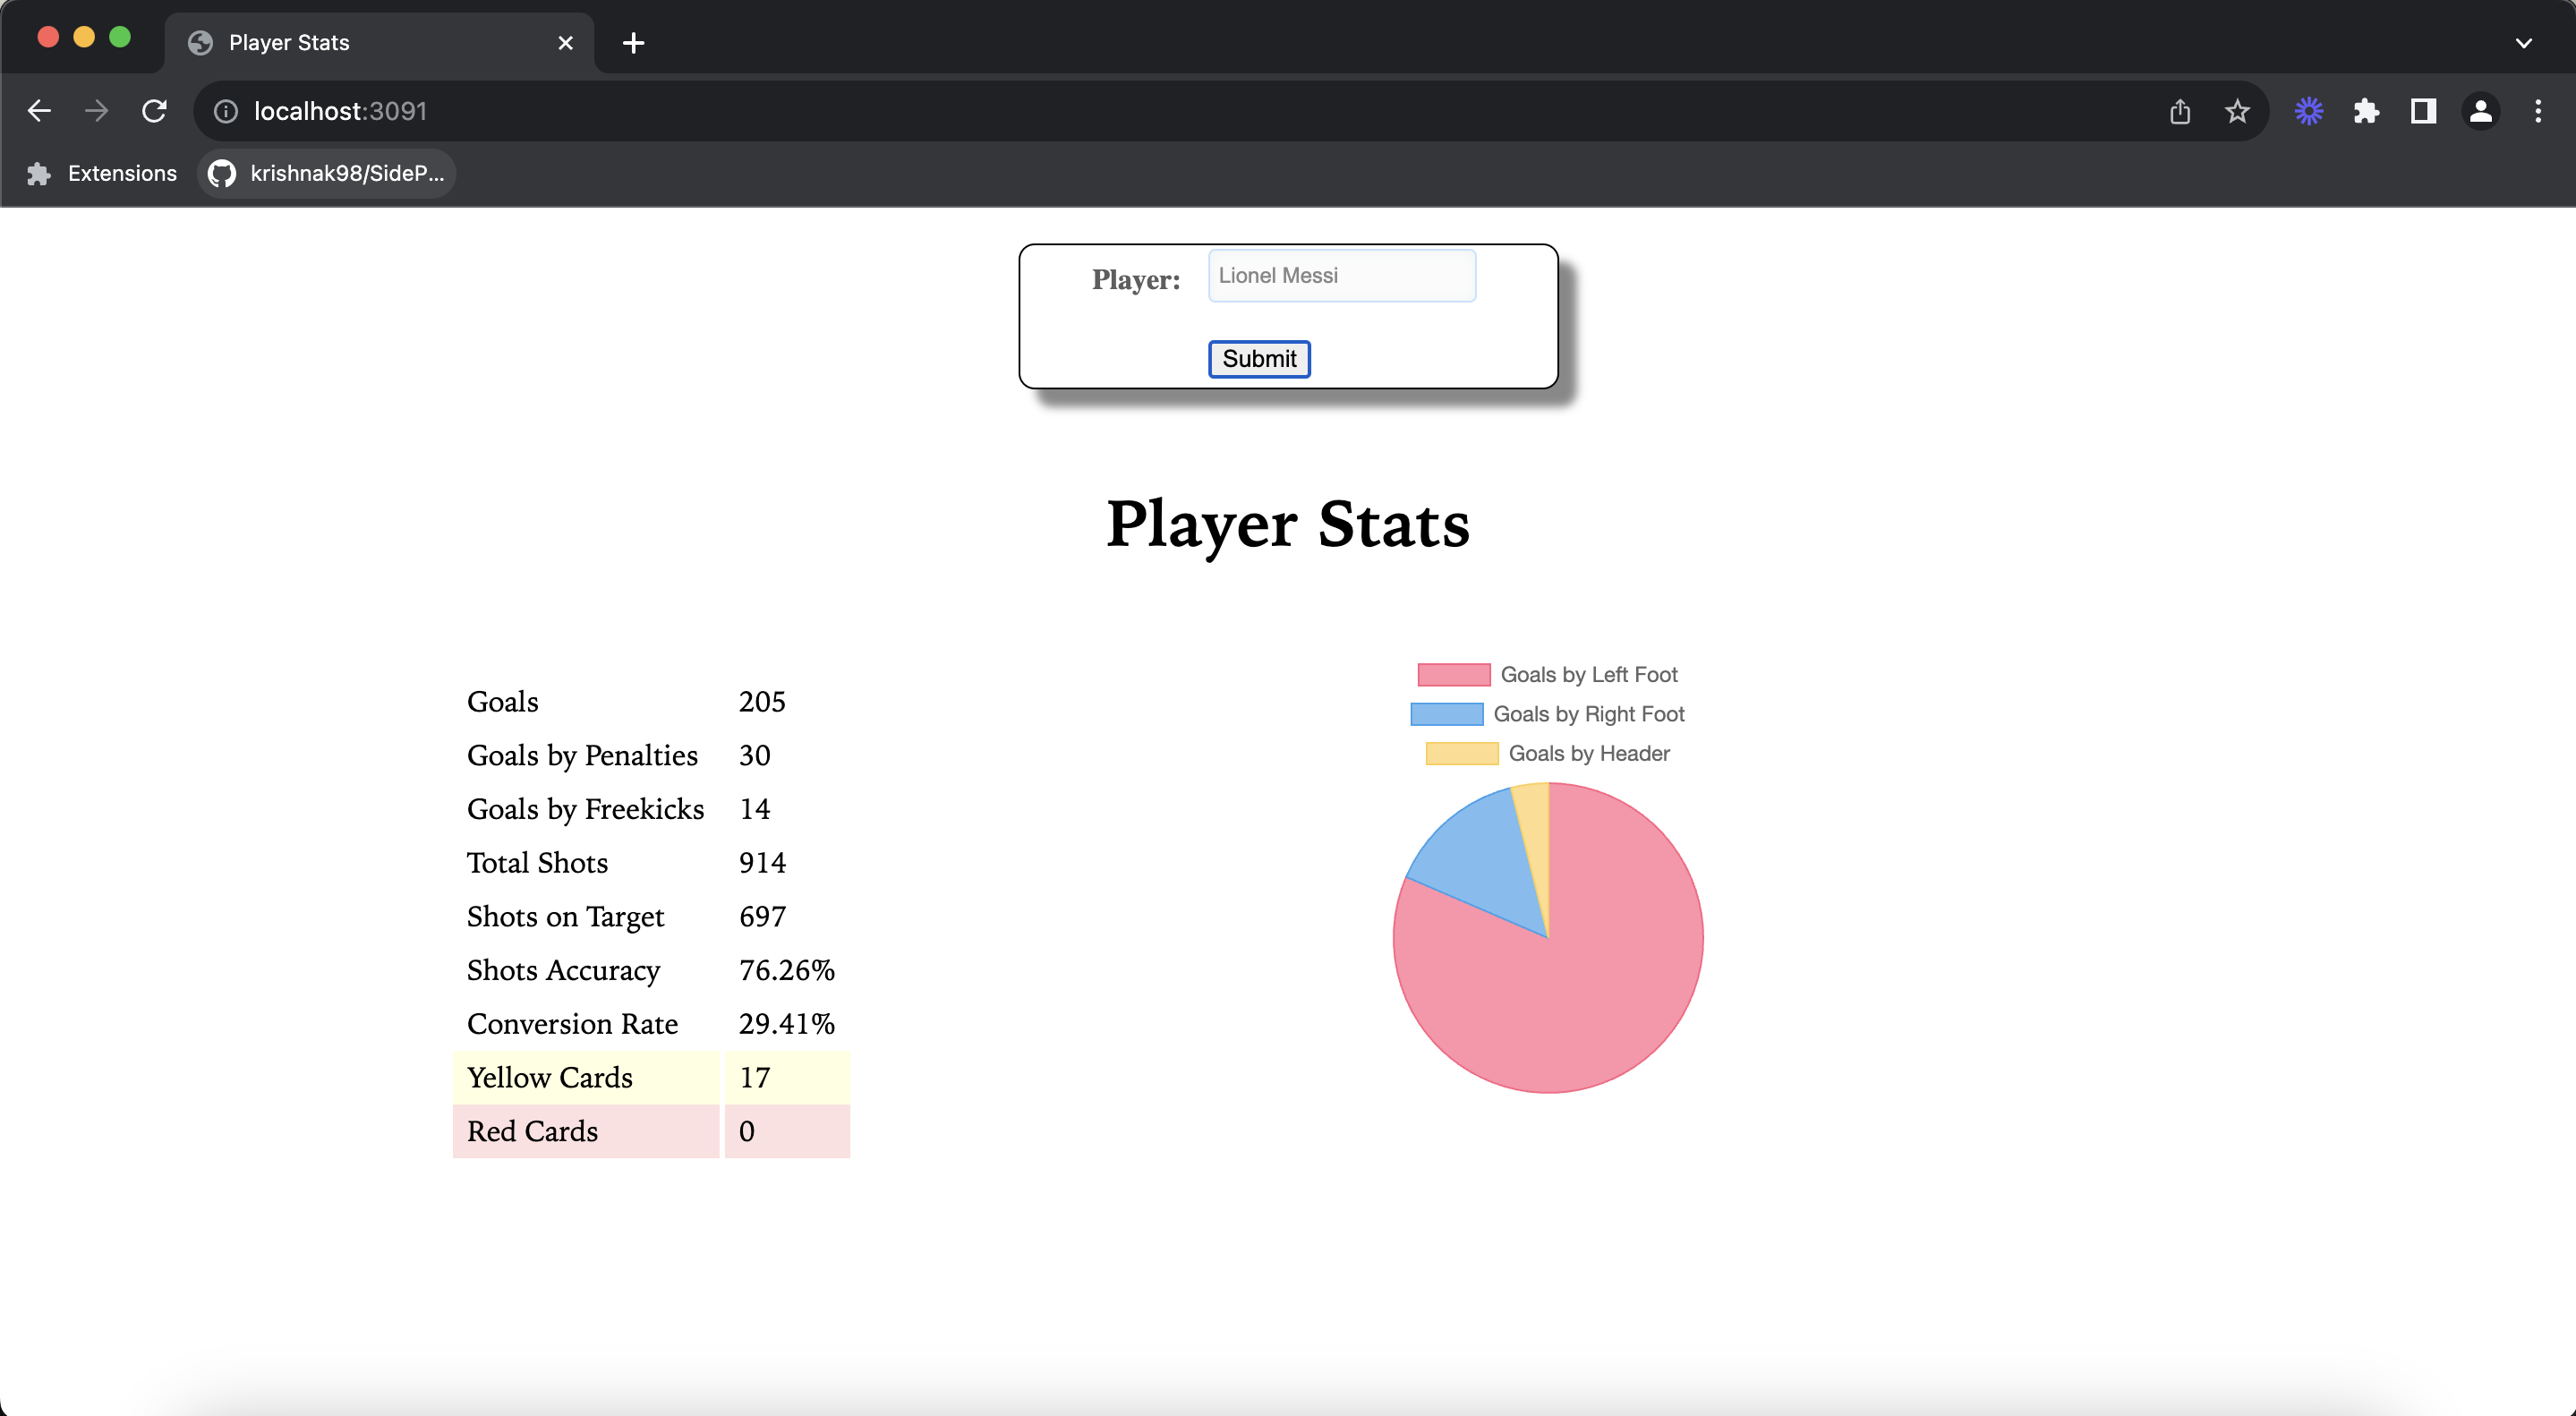 Player Stats
localhost:3091
Extensions
krishnak98/SideP...
Player:
Lionel Messi
Submit
Player Stats
Goals 205
Goals by Penalties 30
Goals by Freekicks 14
Total Shots 914
Shots on Target 697
Shots Accuracy 76.26%
Conversion Rate 29.41%
Yellow Cards 17
Red Cards 0
Goals by Left Foot
Goals by Right Foot
Goals by Header